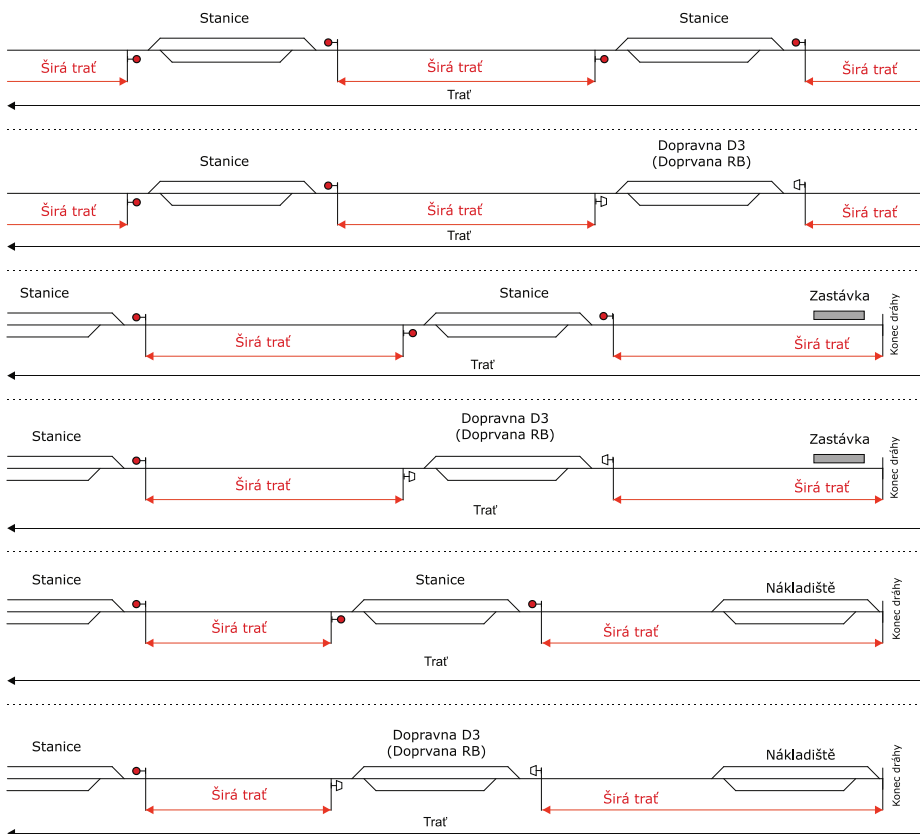 Stanice
Stanice
Širá trať
Širá trať
Širá trať
Trať
Stanice
Dopravna D3
(Doprvana RB)
Širá trať
Širá trať
Širá trať
Trať
Stanice
Stanice
Zastávka
Konec dráhy
Širá trať
Širá trať
Trať
Stanice
Dopravna D3
(Doprvana RB)
Zastávka
Konec dráhy
Širá trať
Širá trať
Trať
Stanice
Stanice
Nákladiště
Konec dráhy
Širá trať
Širá trať
Trať
Stanice
Dopravna D3
(Doprvana RB)
Nákladiště
Konec dráhy
Širá trať
Širá trať
Trať